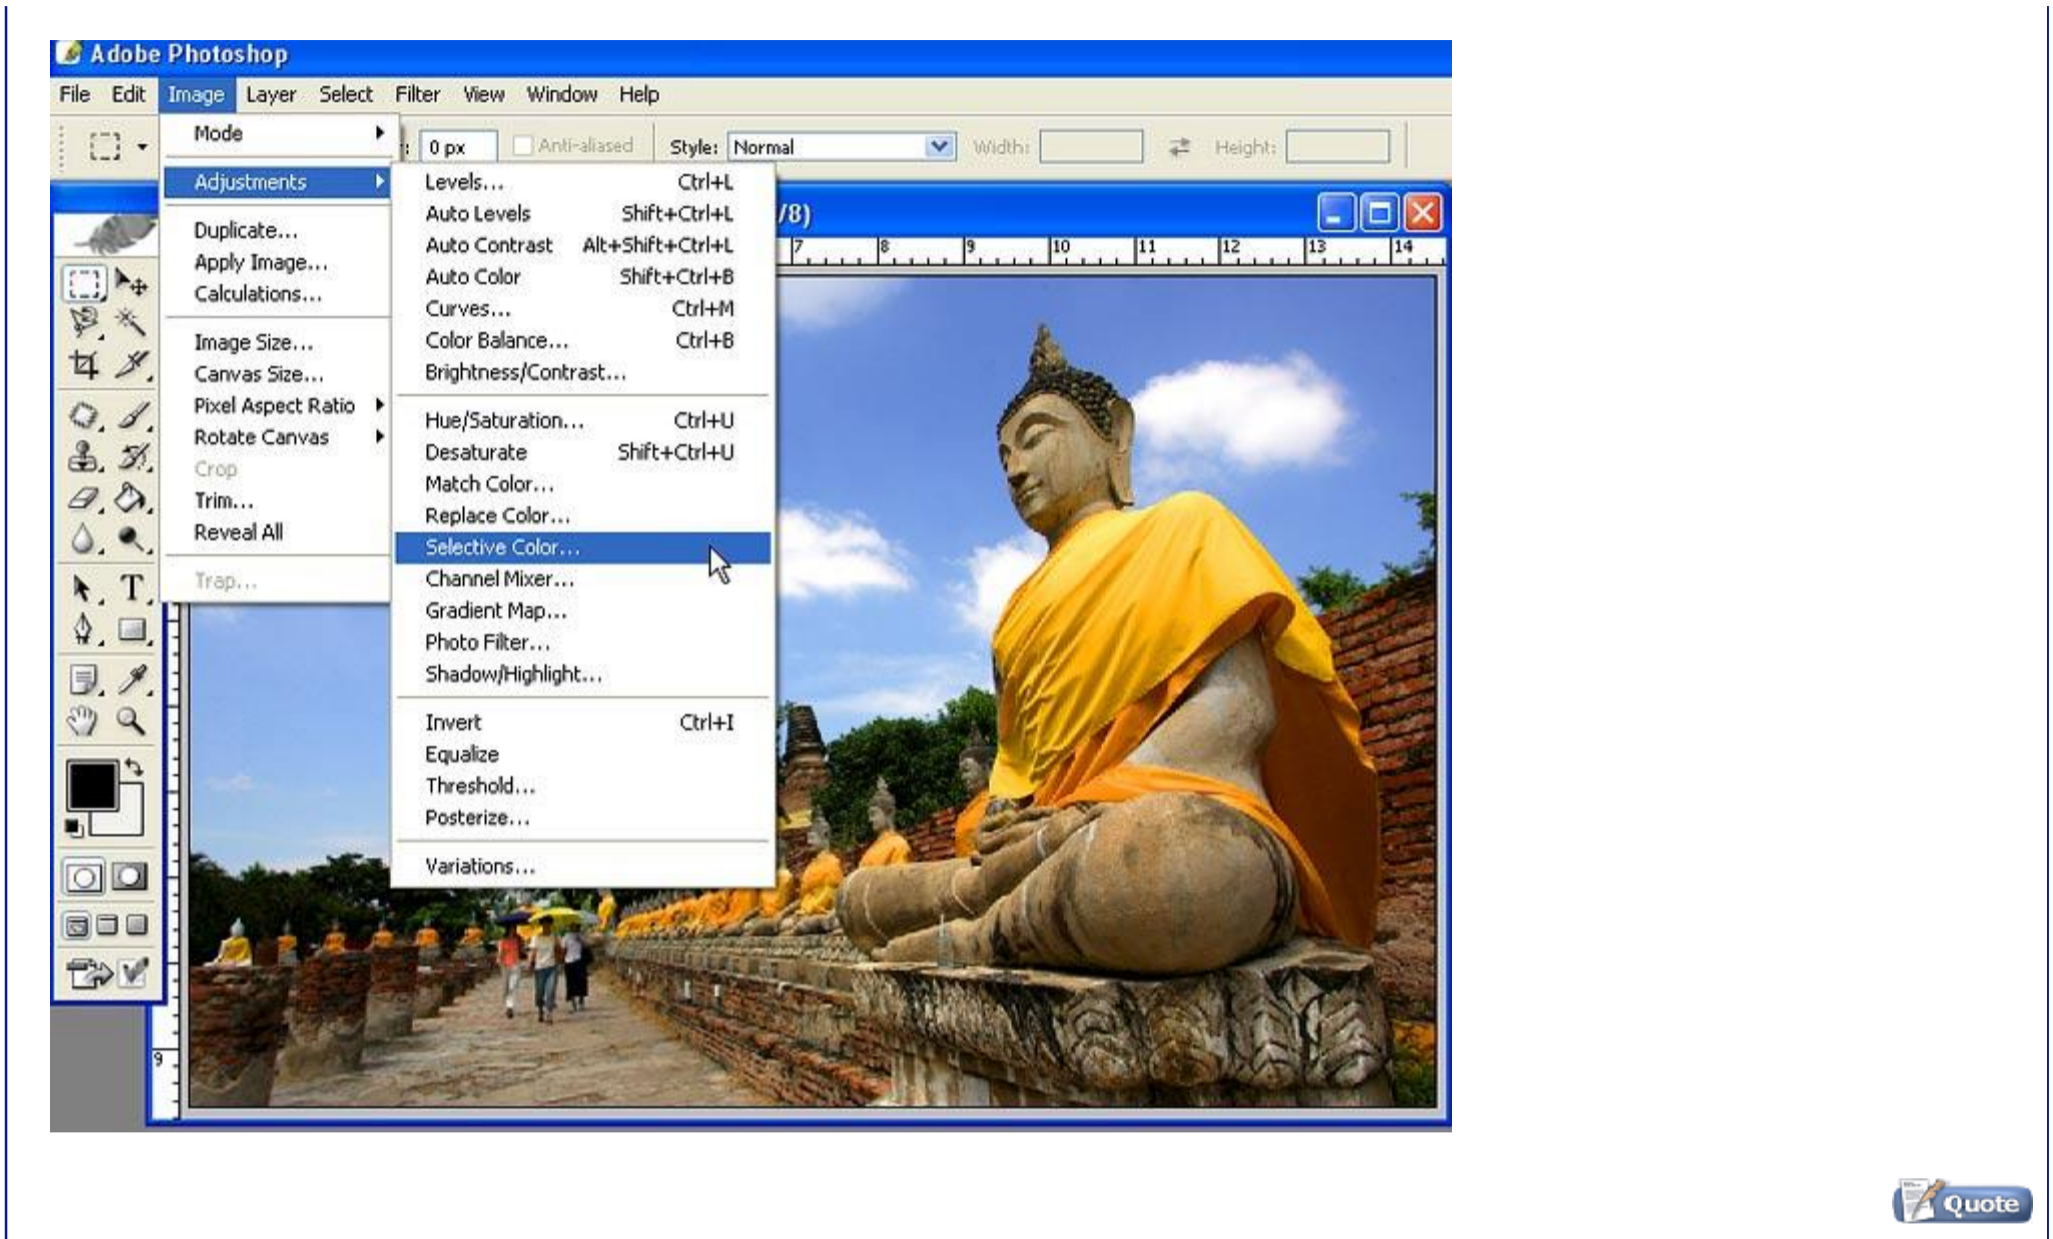 Adobe Photoshop
File Edit Image Layer Select Filter View Window Help
: 0 px Anti-aliased Style: Normal Width: Height:
Mode
Adjustments
Duplicate...
Apply Image...
Calculations...
Image Size...
Canvas Size...
Pixel Aspect Ratio
Rotate Canvas
Crop
Trim...
Reveal All
Trap...
Levels... Ctrl+L
Auto Levels Shift+Ctrl+L
Auto Contrast Alt+Shift+Ctrl+L
Auto Color Shift+Ctrl+B
Curves... Ctrl+M
Color Balance... Ctrl+B
Brightness/Contrast...
Hue/Saturation... Ctrl+U
Desaturate Shift+Ctrl+U
Match Color...
Replace Color...
Selective Color...
Channel Mixer...
Gradient Map...
Photo Filter...
Shadow/Highlight...
Invert Ctrl+I
Equalize
Threshold...
Posterize...
Variations...
/8)
7 8 9 10 11 12 13 14
T
9
Quote